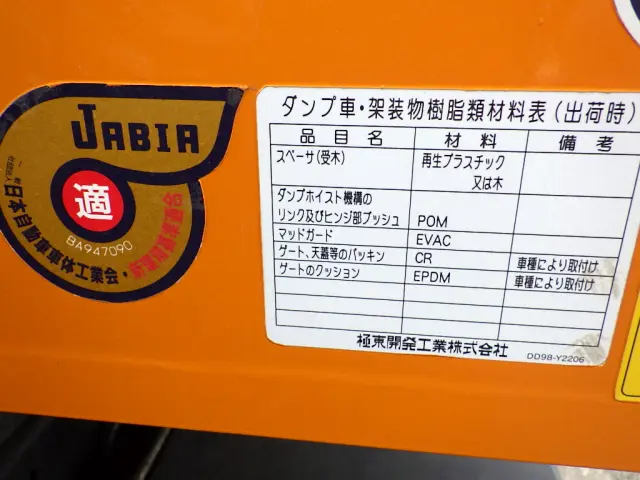 JABIA
適
BA947090
一般社団法人
日本自動車車体工業会・
ダンプ車・架装物樹脂類材料表(出荷時)
品目名 材料 備考
スペーサ(受木) 再生プラスチック
又は木
ダンプホイスト機構の
リンク及びヒンジ部ブッシュ POM
マッドガード EVAC
ゲート、天蓋等のパッキン CR 車種により取付け
ゲートのクッション EPDM 車種により取付け
極東開発工業株式会社
DD98-Y2206